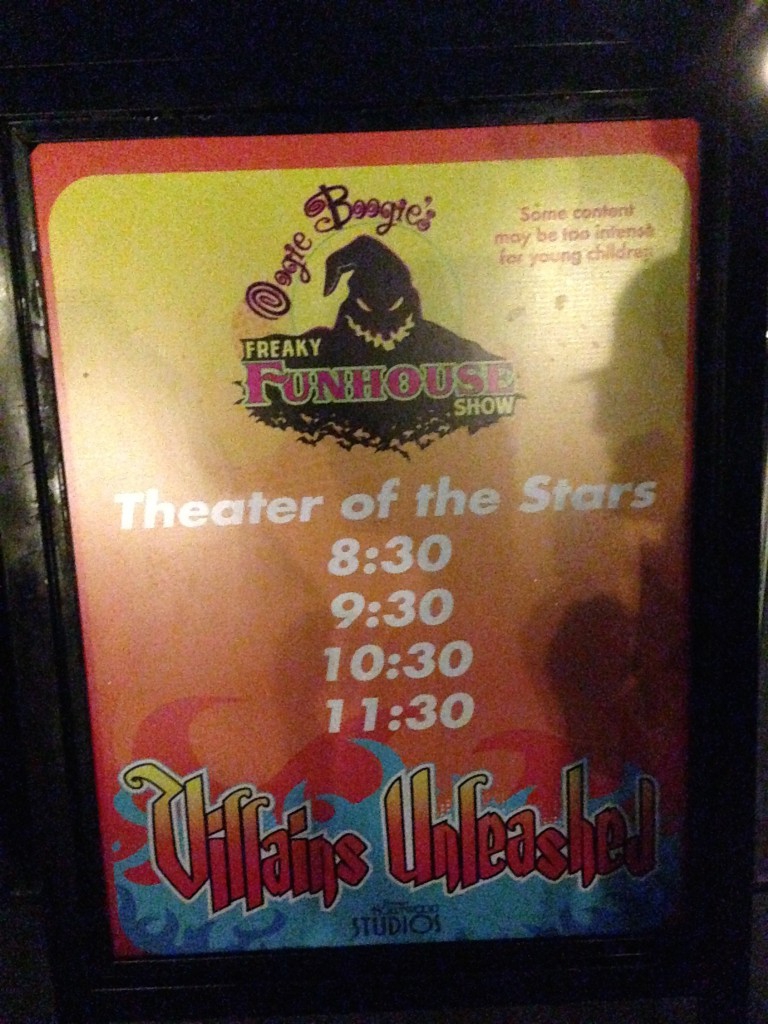 Oogie Boogie's
Some content
may be too intense
for young children
FREAKY
FUNHOUSE
SHOW
Theater of the Stars
8:30
9:30
10:30
11:30
Villains Unleashed
HOLLYWOOD
STUDIOS